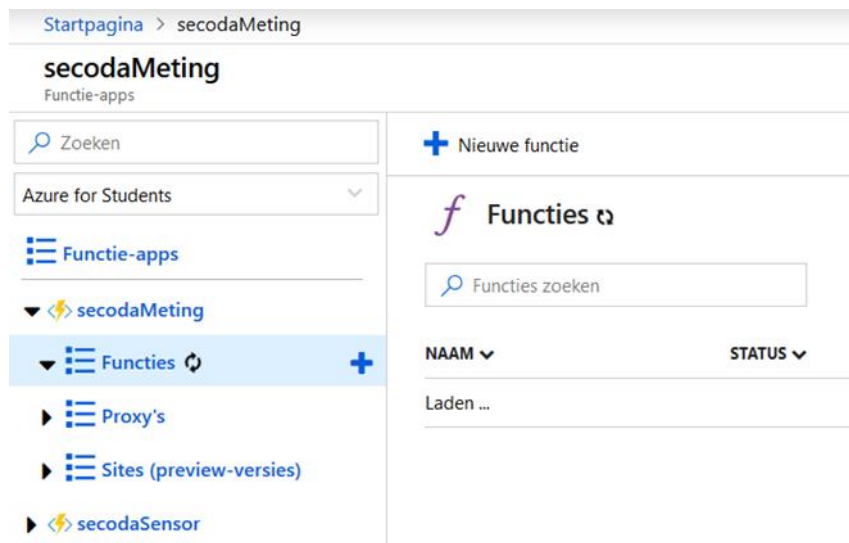 Startpagina > secodaMeting
secodaMeting
Functie-apps
Zoeken
Azure for Students
Functie-apps
secodaMeting
Functies
Proxy's
Sites (preview-versies)
secodaSensor
Nieuwe functie
Functies
Functies zoeken
NAAM STATUS
Laden ...